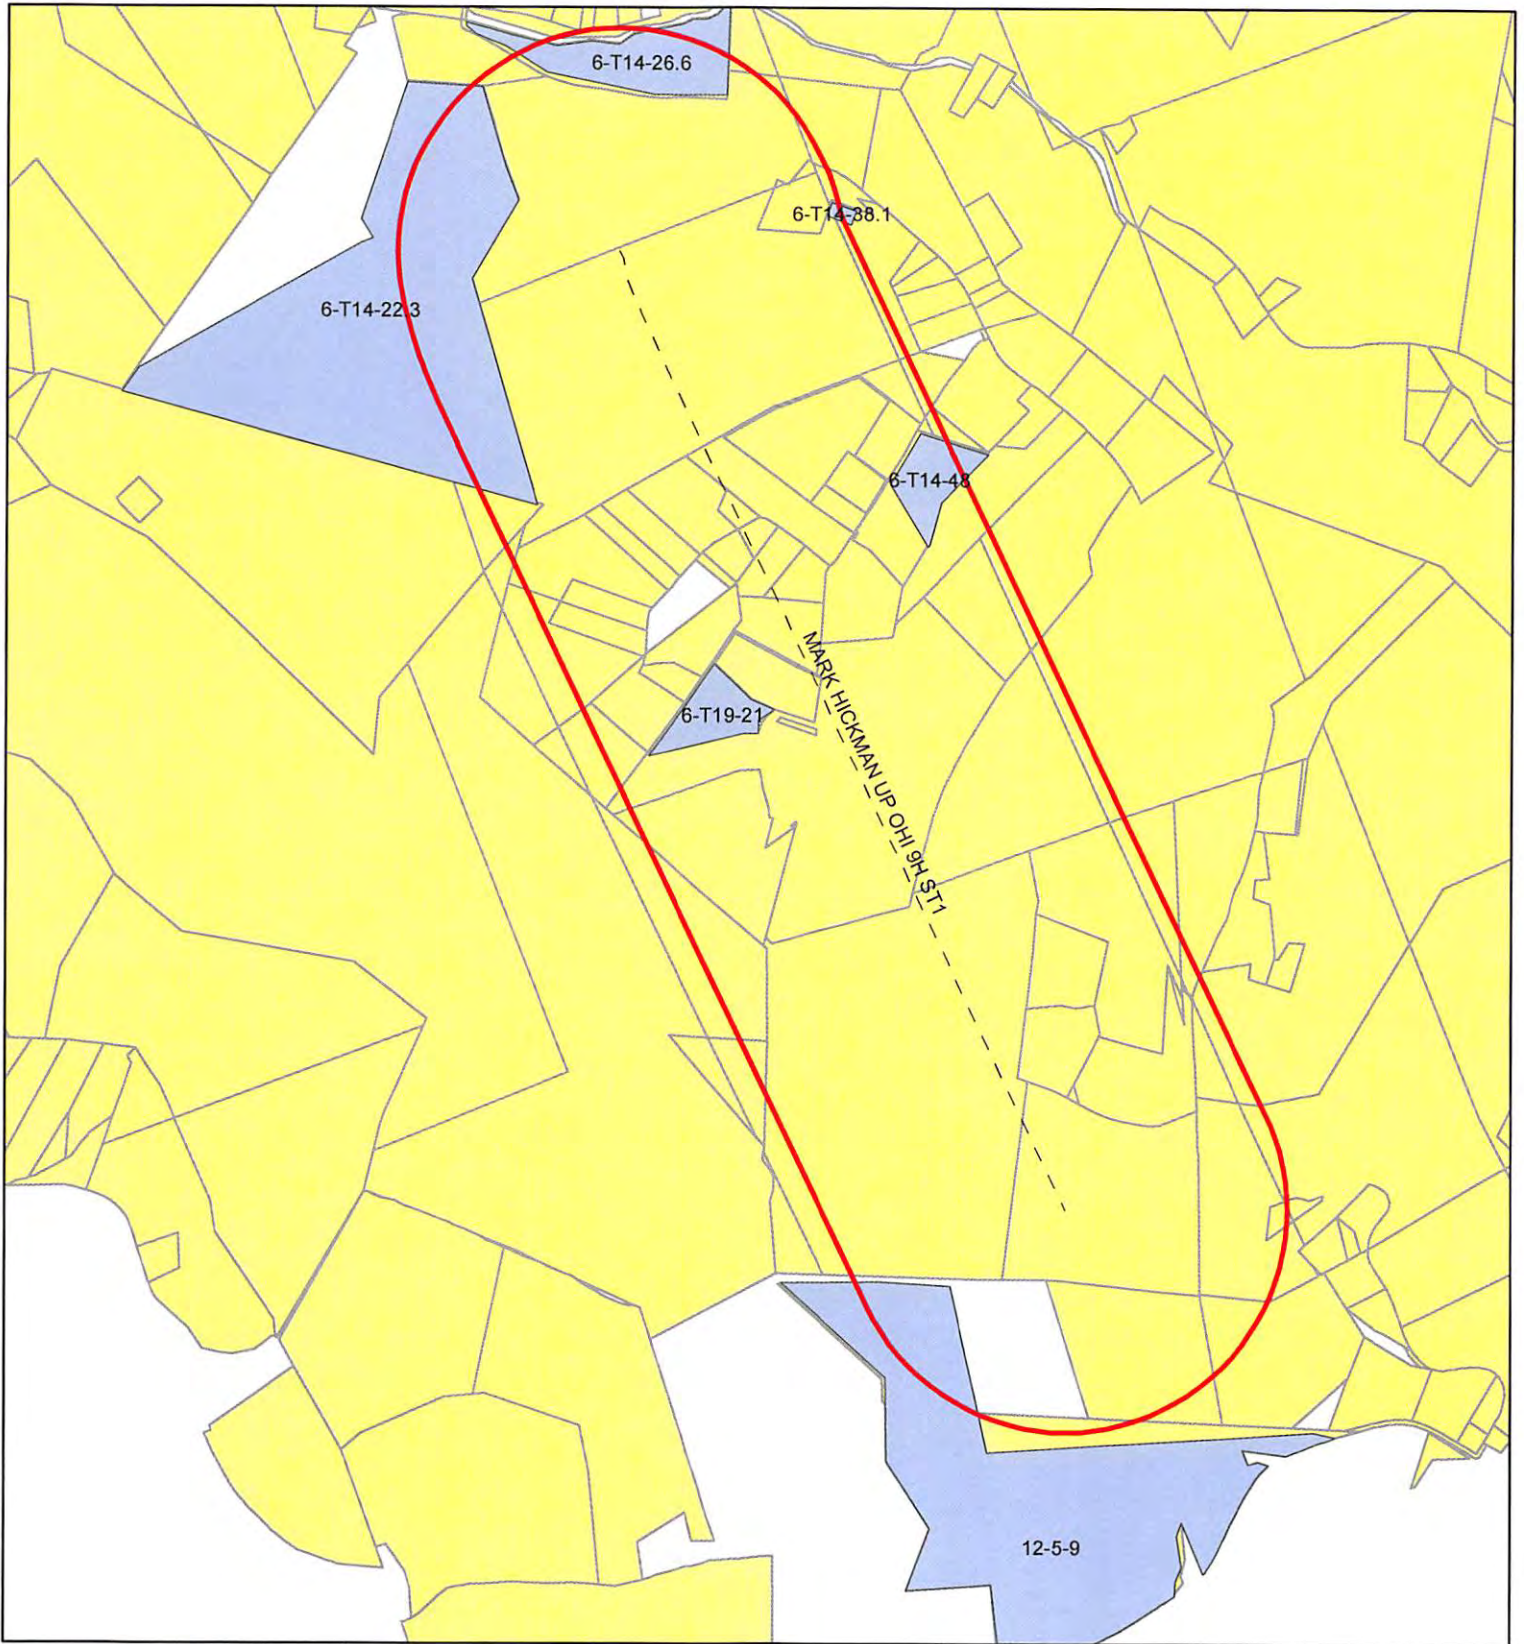 6-T14-26.6
6-T14-38.1
6-T14-22.3
6-T14-48
6-T19-21
MARK HICKMAN UP OHI 9H ST1
12-5-9